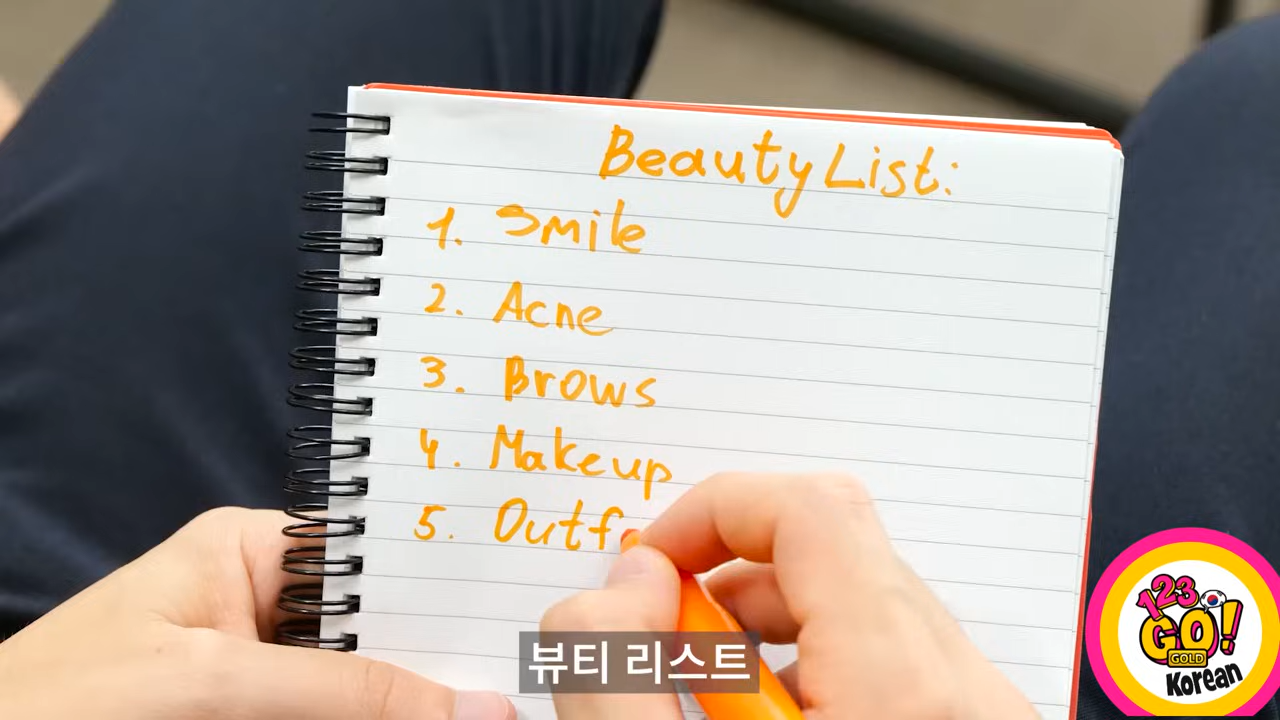 Beauty List:
1. Smile
2. Acne
3. Brows
4. Makeup
5. Outf
뷰티 리스트
123
GO!
GOLD
Korean